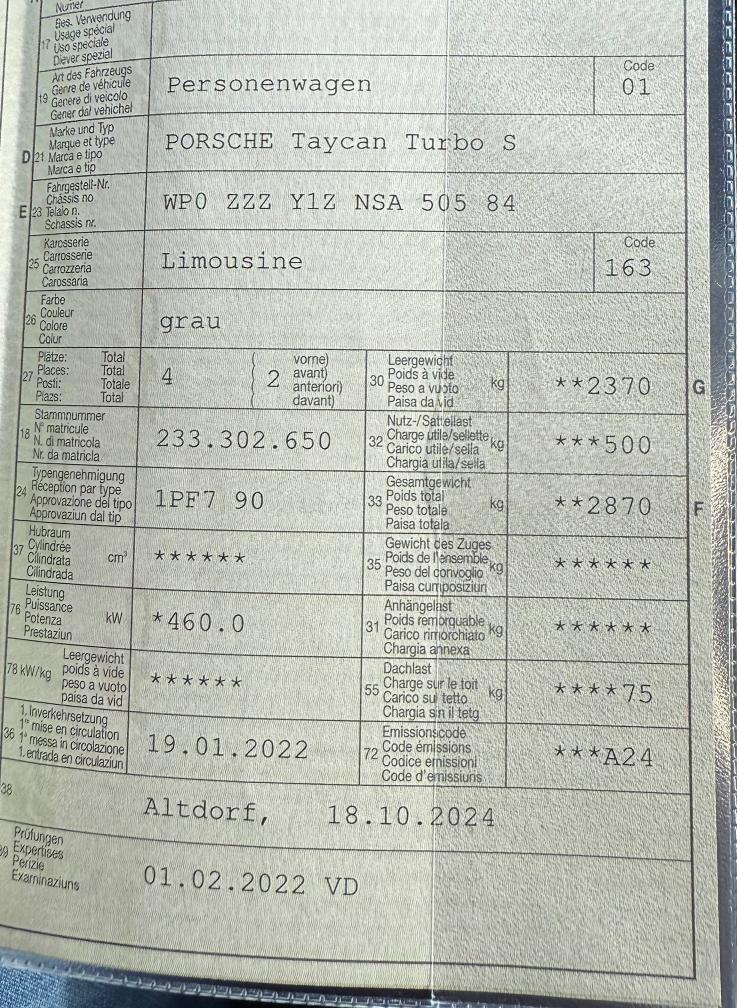 Numer
17 Bes. Verwendung
Usage spécial
Uso speciale
Diever spezial
19 Art des Fahrzeugs
Genre de véhicule
Genere di veicolo
Gener dal vehichel
Personenwagen
Code
01
D 21 Marke und Typ
Marque et type
Marca e tipo
Marca e tip
PORSCHE Taycan Turbo S
E 23 Fahrgestell-Nr.
Châssis no
Telaio n.
Schassis nr.
WP0 ZZZ Y1Z NSA 505 84
25 Karosserie
Carrosserie
Carrozzeria
Carossaria
Limousine
Code
163
26 Farbe
Couleur
Colore
Colur
grau
27 Plätze: Total
Places: Total
Posti: Totale
Plazs: Total
4
( 2 vorne)
avant)
anteriori)
davant)
30 Leergewicht
Poids à vide
Peso a vuoto
Paisa da vid
kg
**2370
G
18 Stammnummer
N° matricule
N. di matricola
Nr. da matricla
233.302.650
32 Nutz-/Sattellast
Charge utile/sellette
Carico utile/sella
Chargia utila/sella
kg
***500
24 Typengenehmigung
Réception par type
Approvazione del tipo
Approvaziun dal tip
1PF7 90
33 Gesamtgewicht
Poids total
Peso totale
Paisa totala
kg
**2870
F
37 Hubraum
Cylindrée
Cilindrata
Cilindrada
cm³
******
35 Gewicht des Zuges
Poids de l'ensemble
Peso del convoglio
Paisa cumposiziun
kg
******
76 Leistung
Puissance
Potenza
Prestaziun
kW
*460.0
31 Anhängelast
Poids remorquable
Carico rimorchiato
Chargia annexa
kg
******
78 kW/kg Leergewicht
poids à vide
peso a vuoto
paisa da vid
******
55 Dachlast
Charge sur le toit
Carico sul tetto
Chargia sin il tetg
kg
****75
36 1. Inverkehrsetzung
1re mise en circulation
1a messa in circolazione
1. entrada en circulaziun
19.01.2022
72 Emissionscode
Code émissions
Codice emissioni
Code d'emissiuns
***A24
38
Altdorf, 18.10.2024
39 Prüfungen
Expertises
Perizie
Examinaziuns
01.02.2022 VD